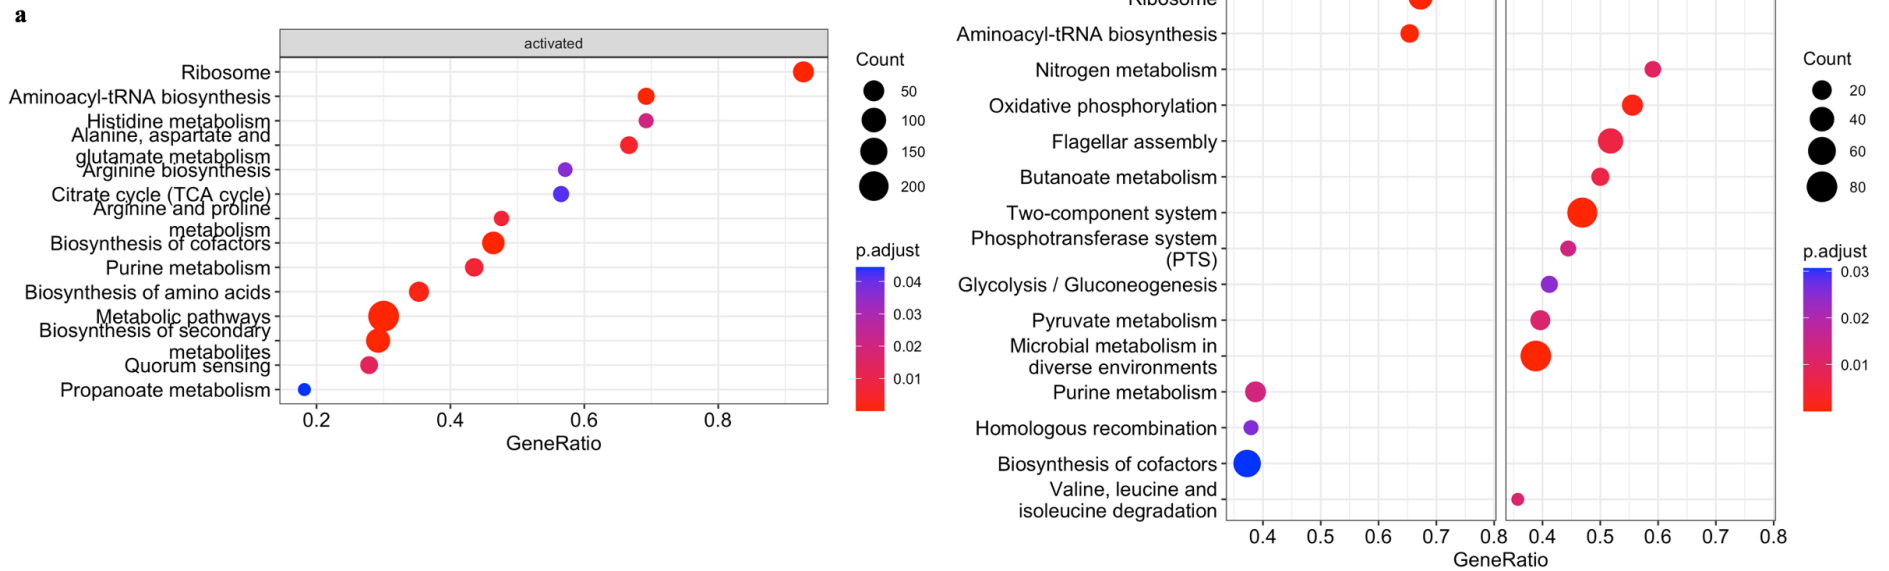 a
activated
Ribosome
Aminoacyl-tRNA biosynthesis
Histidine metabolism
Alanine, aspartate and
glutamate metabolism
Arginine biosynthesis
Citrate cycle (TCA cycle)
Arginine and proline
metabolism
Biosynthesis of cofactors
Purine metabolism
Biosynthesis of amino acids
Metabolic pathways
Biosynthesis of secondary
metabolites
Quorum sensing
Propanoate metabolism
0.2 0.4 0.6 0.8
GeneRatio
Count
50
100
150
200
p.adjust
0.04
0.03
0.02
0.01
Ribosome
Aminoacyl-tRNA biosynthesis
Nitrogen metabolism
Oxidative phosphorylation
Flagellar assembly
Butanoate metabolism
Two-component system
Phosphotransferase system
(PTS)
Glycolysis / Gluconeogenesis
Pyruvate metabolism
Microbial metabolism in
diverse environments
Purine metabolism
Homologous recombination
Biosynthesis of cofactors
Valine, leucine and
isoleucine degradation
0.4 0.5 0.6 0.7 0.8 0.4 0.5 0.6 0.7 0.8
GeneRatio
Count
20
40
60
80
p.adjust
0.03
0.02
0.01